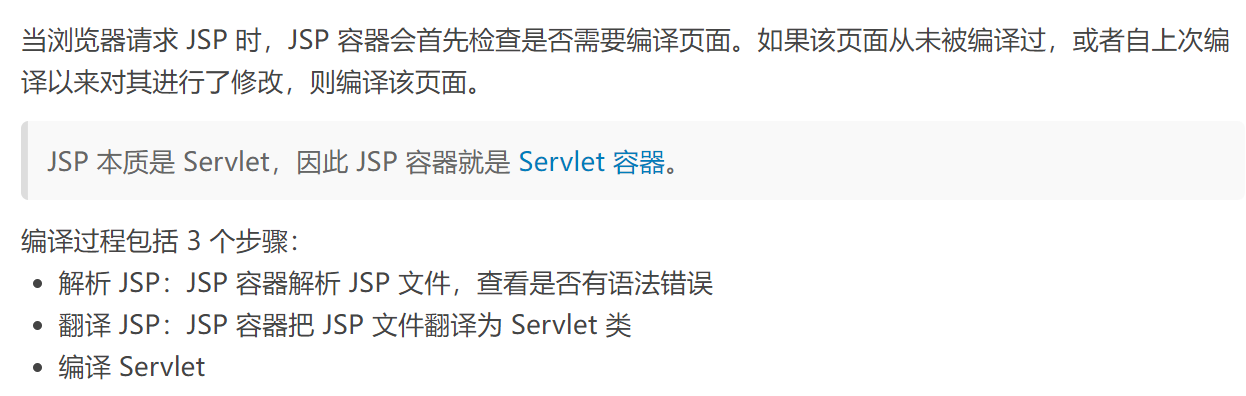 当浏览器请求 JSP 时，JSP 容器会首先检查是否需要编译页面。如果该页面从未被编译过，或者自上次编
译以来对其进行了修改，则编译该页面。
JSP 本质是 Servlet，因此 JSP 容器就是 Servlet 容器。
编译过程包括 3 个步骤：
• 解析 JSP：JSP 容器解析 JSP 文件，查看是否有语法错误
• 翻译 JSP：JSP 容器把 JSP 文件翻译为 Servlet 类
• 编译 Servlet